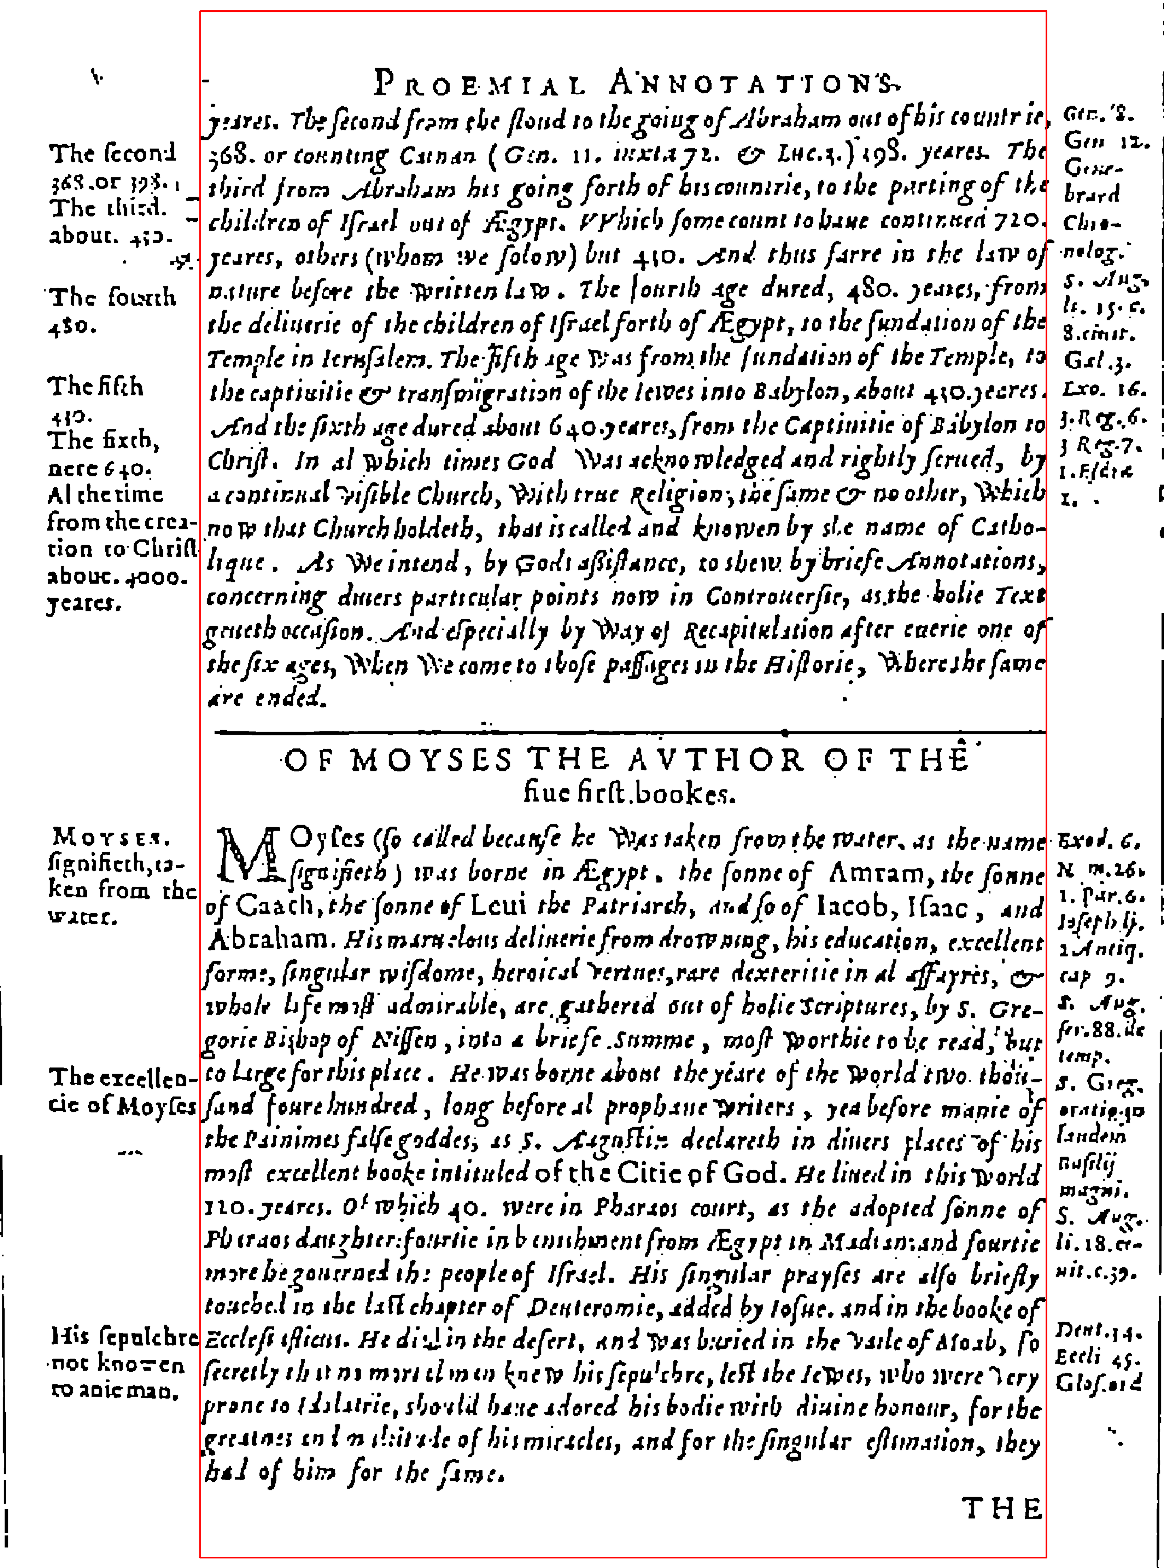 PROEMIAL ANNOTATIONS.
yeares. The ſecond from the floud to the going of Abraham out of his countrie,
368. or counting Cainan (Gen. 11. iuxta 72. & Luc. 3.) 398. yeares. The
third from Abraham his going forth of his countrie, to the parting of the
children of Iſrael out of Ægypt. VVhich ſome count to haue continued 720.
yeares, others (whom we folow) but 430. And thus farre in the law of
nature before the written law. The fourth age dured, 480. yeares, from
the deliuerie of the children of Iſrael forth of Ægypt, to the fundation of the
Temple in Ieruſalem. The fifth age was from the fundation of the Temple, to
the captiuitie & tranſmigration of the Iewes into Babylon, about 430. yeares.
And the ſixth age dured about 640. yeares, from the Captiuitie of Babylon to
Chriſt. In al which times God was acknowledged and rightly ſerued, by
a continual viſible Church, with true Religion; the ſame & no other, which
now that Church holdeth, that is called and knowen by the name of Catho-
lique. As we intend, by Gods aſſiſtance, to shew by briefe Annotations,
concerning diuers particular points now in Controuerſie, as the holie Text
geueth occaſion. And eſpecially by way of Recapitulation after euerie one of
the ſix ages, when we come to thoſe paſſages in the Hiſtorie, where the ſame
are ended.
The ſecond
368. or 398.
The third.
about. 430.
The fourth
480.
The fifth
430.
The ſixth,
nere 640.
Al the time
from the crea-
tion to Chriſt
about. 4000.
yeares.
Gen. 8.
Gen 12.
Gene-
brard
Chro-
nolog.
S. Aug.
li. 15. c.
8. ciuit.
Gal. 3.
Exo. 16.
3. Reg. 6.
3 Reg. 7.
1. Eſdræ
1.
OF MOYSES THE AVTHOR OF THE
fiue firſt bookes.
MOyſes (ſo called becauſe he was taken from the water, as the name
ſignifieth) was borne in Ægypt. the ſonne of Amram, the ſonne
of Caath, the ſonne of Leui the Patriarch, and ſo of Iacob, Iſaac, and
Abraham. His maruelous deliuerie from drowning, his education, excellent
forme, ſingular wiſdome, heroical vertues, rare dexteritie in al affayres, &
whole life moſt admirable, are gathered out of holie Scriptures, by S. Gre-
gorie Bishop of Niſſen, into a briefe Summe, moſt worthie to be read, but
to large for this place. He was borne about the yeare of the world two thou-
ſand foure hundred, long before al prophane writers, yea before manie of
the Painimes falſe goddes, as S. Auguſtin declareth in diuers places of his
moſt excellent booke intituled of the Citie of God. He liued in this world
110. yeares. Of which 40. were in Pharaos court, as the adopted ſonne of
Pharaos daughter: fourtie in banishment from Ægypt in Madian: and fourtie
more he gouerned the people of Iſrael. His ſingular prayſes are alſo briefly
touched in the laſt chapter of Deuteromie, added by Ioſue. and in the booke of
Eccleſiaſticus. He died in the deſert, and was buried in the vaile of Moab, ſo
ſecretly that no mortal man knew his ſepulchre, leſt the Iewes, who were very
prone to Idolatrie, should haue adored his bodie with diuine honour, for the
greatnes and multitude of his miracles, and for the ſingular eſtimation, they
had of him for the ſame.
MOYSES.
ſignifieth, ta-
ken from the
water.
The excellen-
cie of Moyſes
His ſepulchre
not knowen
to anie man.
Exod. 6.
Num. 26.
1. Par. 6.
Ioſeph li.
2 Antiq.
cap 9.
S. Aug.
ſer. 88. de
temp.
S. Greg.
oratio. in
laudem
Baſilij
magni.
S. Aug.
li. 18. ci-
uit. c. 39.
Deut. 34.
Eccli 45.
Gloſ. ord
THE